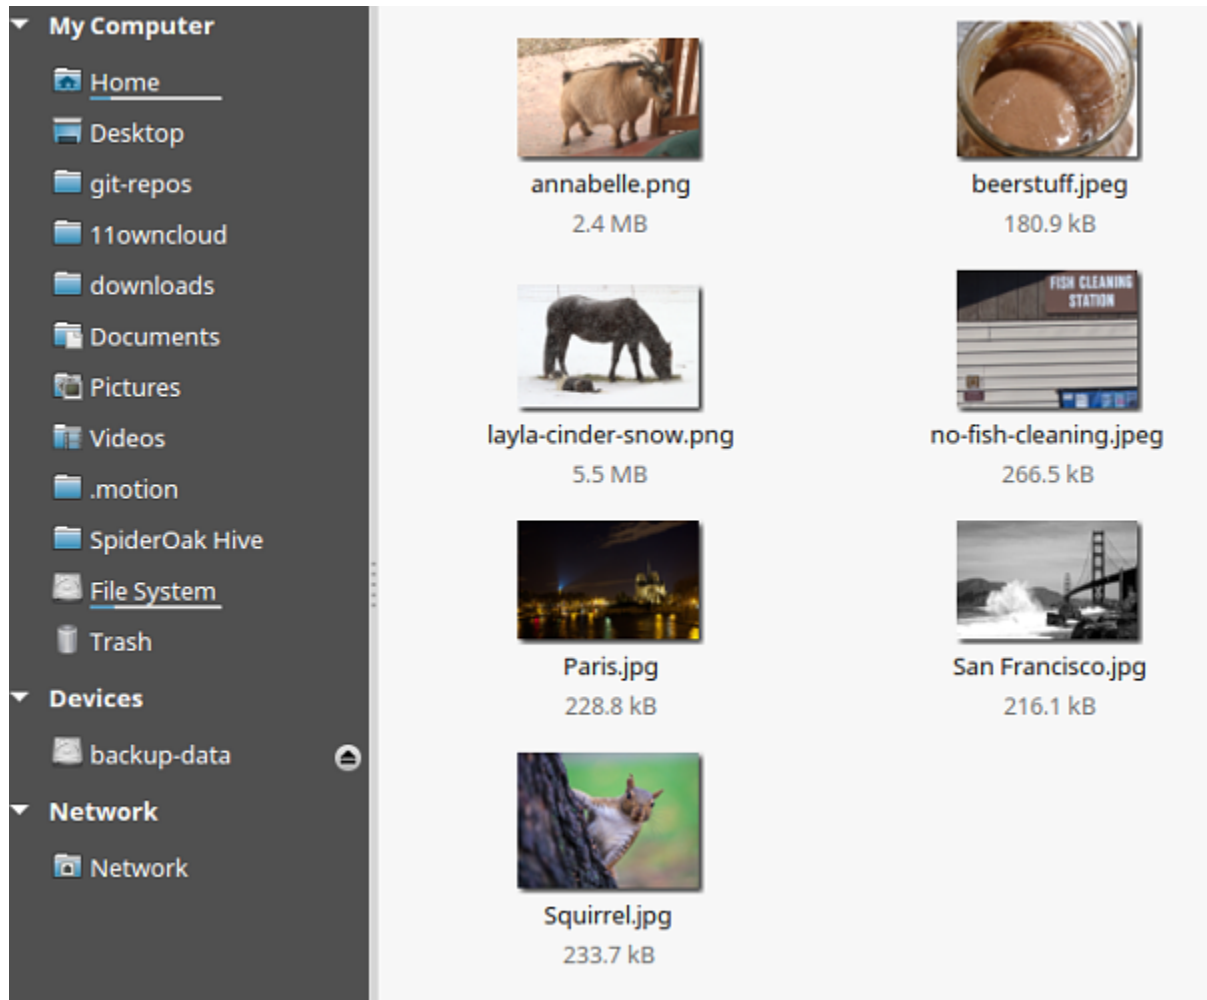 My Computer
Home
Desktop
git-repos
11owncloud
downloads
Documents
Pictures
Videos
.motion
SpiderOak Hive
File System
Trash
Devices
backup-data
Network
Network
annabelle.png
2.4 MB
beerstuff.jpeg
180.9 kB
FISH CLEANING
STATION
layla-cinder-snow.png
5.5 MB
no-fish-cleaning.jpeg
266.5 kB
Paris.jpg
228.8 kB
San Francisco.jpg
216.1 kB
Squirrel.jpg
233.7 kB